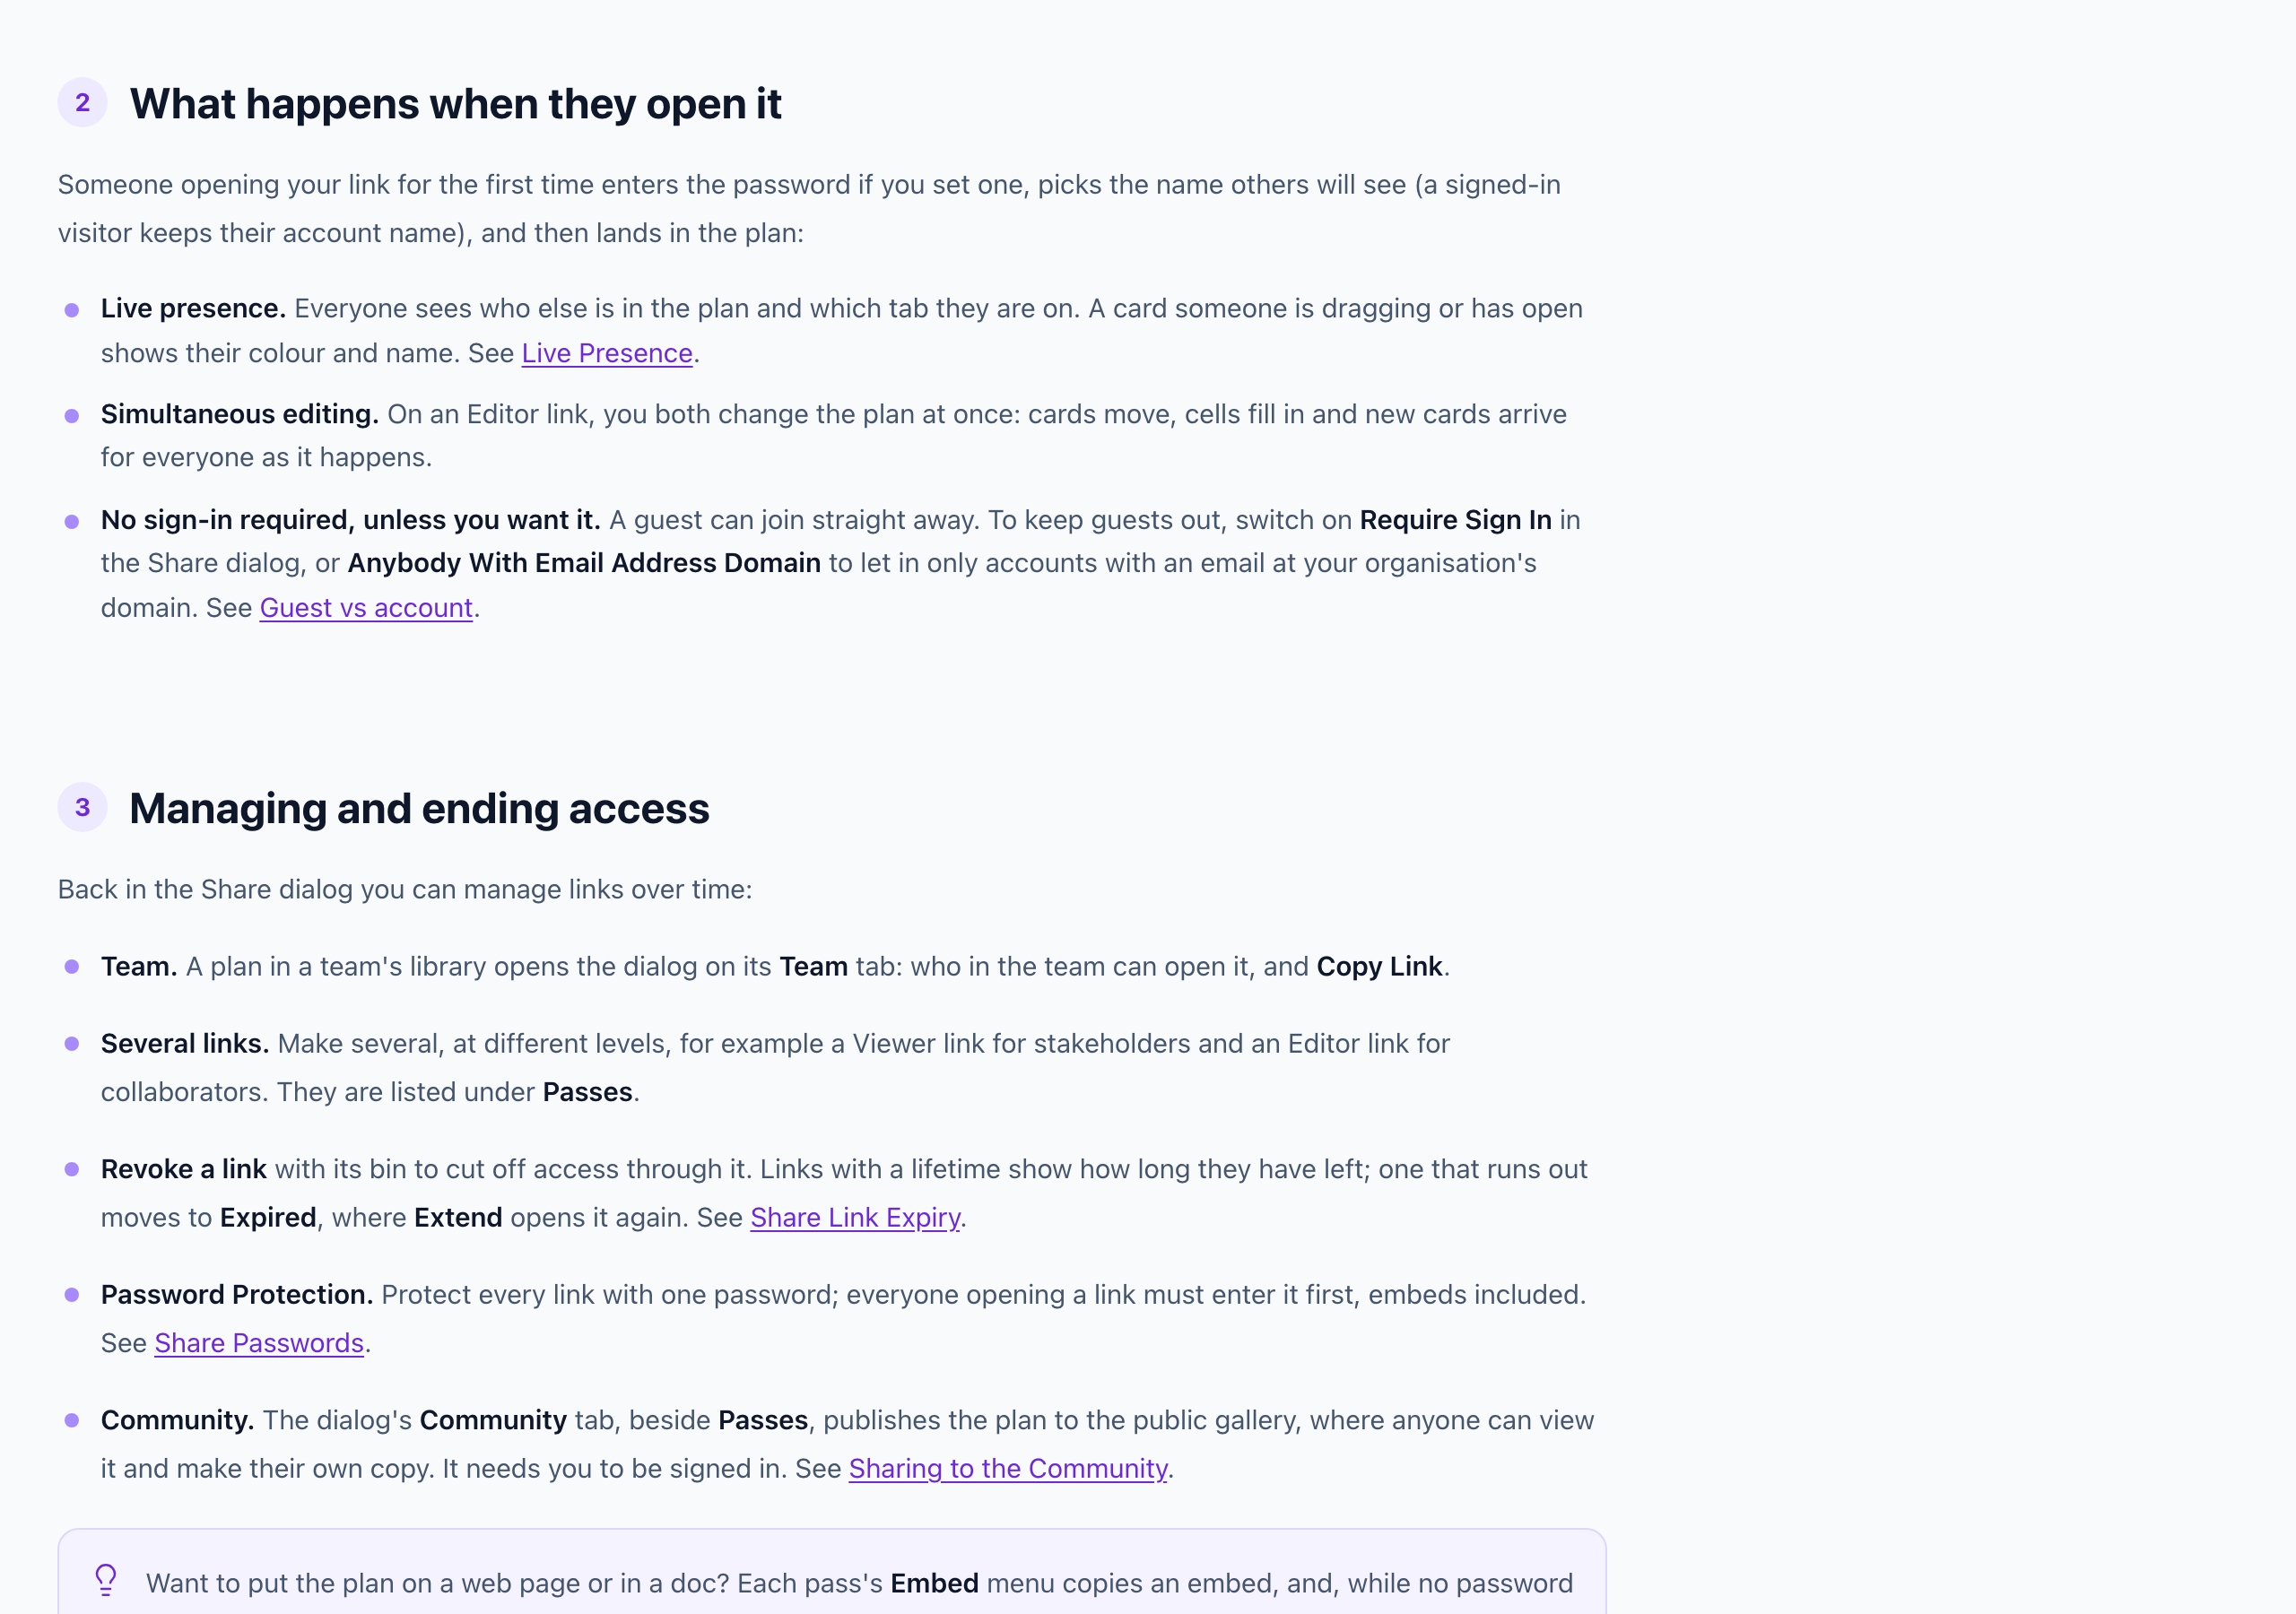 2
What happens when they open it
Someone opening your link for the first time enters the password if you set one, picks the name others will see (a signed-in
visitor keeps their account name), and then lands in the plan:
Live presence. Everyone sees who else is in the plan and which tab they are on. A card someone is dragging or has open
shows their colour and name. See Live Presence.
Simultaneous editing. On an Editor link, you both change the plan at once: cards move, cells fill in and new cards arrive
for everyone as it happens.
No sign-in required, unless you want it. A guest can join straight away. To keep guests out, switch on Require Sign In in
the Share dialog, or Anybody With Email Address Domain to let in only accounts with an email at your organisation's
domain. See Guest vs account.
3
Managing and ending access
Back in the Share dialog you can manage links over time:
Team. A plan in a team's library opens the dialog on its Team tab: who in the team can open it, and Copy Link.
Several links. Make several, at different levels, for example a Viewer link for stakeholders and an Editor link for
collaborators. They are listed under Passes.
Revoke a link with its bin to cut off access through it. Links with a lifetime show how long they have left; one that runs out
moves to Expired, where Extend opens it again. See Share Link Expiry.
Password Protection. Protect every link with one password; everyone opening a link must enter it first, embeds included.
See Share Passwords.
Community. The dialog's Community tab, beside Passes, publishes the plan to the public gallery, where anyone can view
it and make their own copy. It needs you to be signed in. See Sharing to the Community.
Want to put the plan on a web page or in a doc? Each pass's Embed menu copies an embed, and, while no password